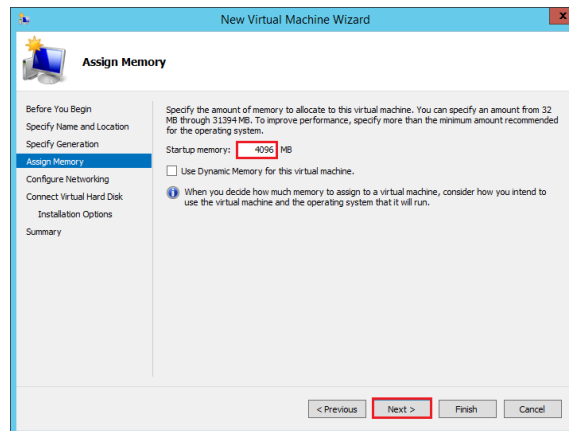 New Virtual Machine Wizard
x
Assign Memory
Before You Begin
Specify Name and Location
Specify Generation
Assign Memory
Configure Networking
Connect Virtual Hard Disk
Installation Options
Summary
Specify the amount of memory to allocate to this virtual machine. You can specify an amount from 32
MB through 31394 MB. To improve performance, specify more than the minimum amount recommended
for the operating system.
Startup memory: 4096 MB
Use Dynamic Memory for this virtual machine.
When you decide how much memory to assign to a virtual machine, consider how you intend to
use the virtual machine and the operating system that it will run.
< Previous Next > Finish Cancel